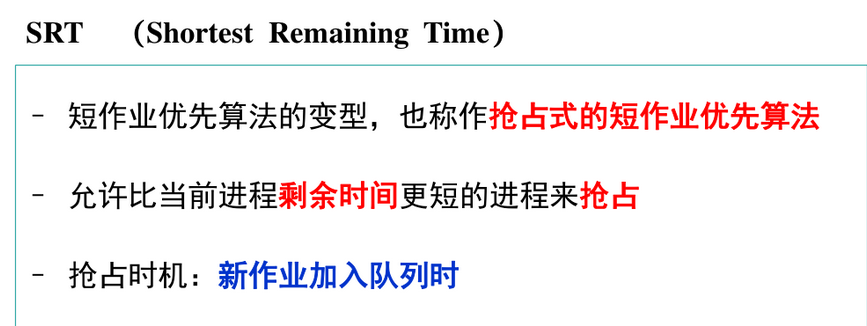 SRT （Shortest Remaining Time）
- 短作业优先算法的变型，也称作抢占式的短作业优先算法
- 允许比当前进程剩余时间更短的进程来抢占
- 抢占时机：新作业加入队列时